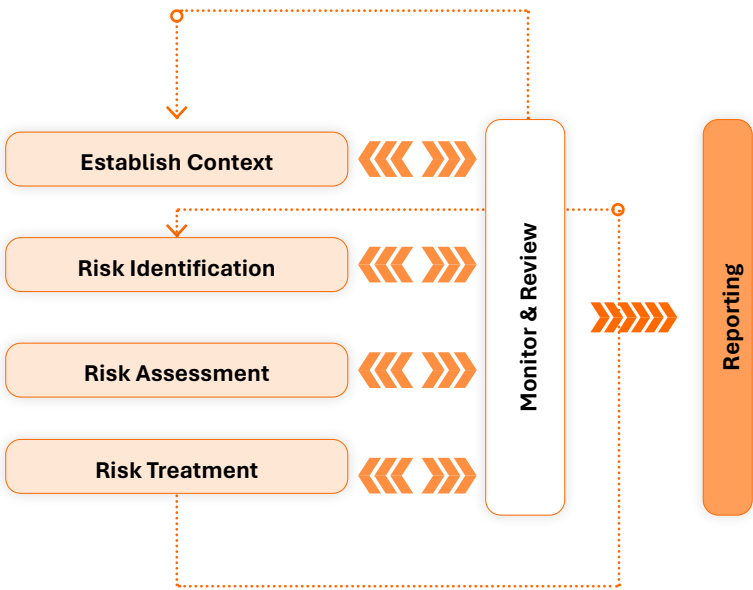 Establish Context
Risk Identification
Risk Assessment
Risk Treatment
Monitor & Review
Reporting